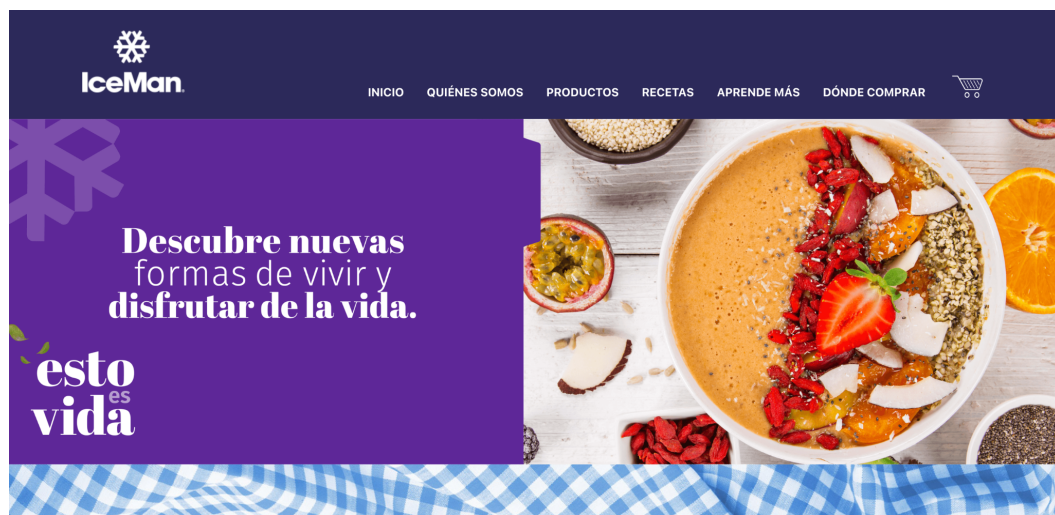 IceMan
INICIO QUIÉNES SOMOS PRODUCTOS RECETAS APRENDE MÁS DÓNDE COMPRAR
Descubre nuevas
formas de vivir y
disfrutar de la vida.
esto
es
vida